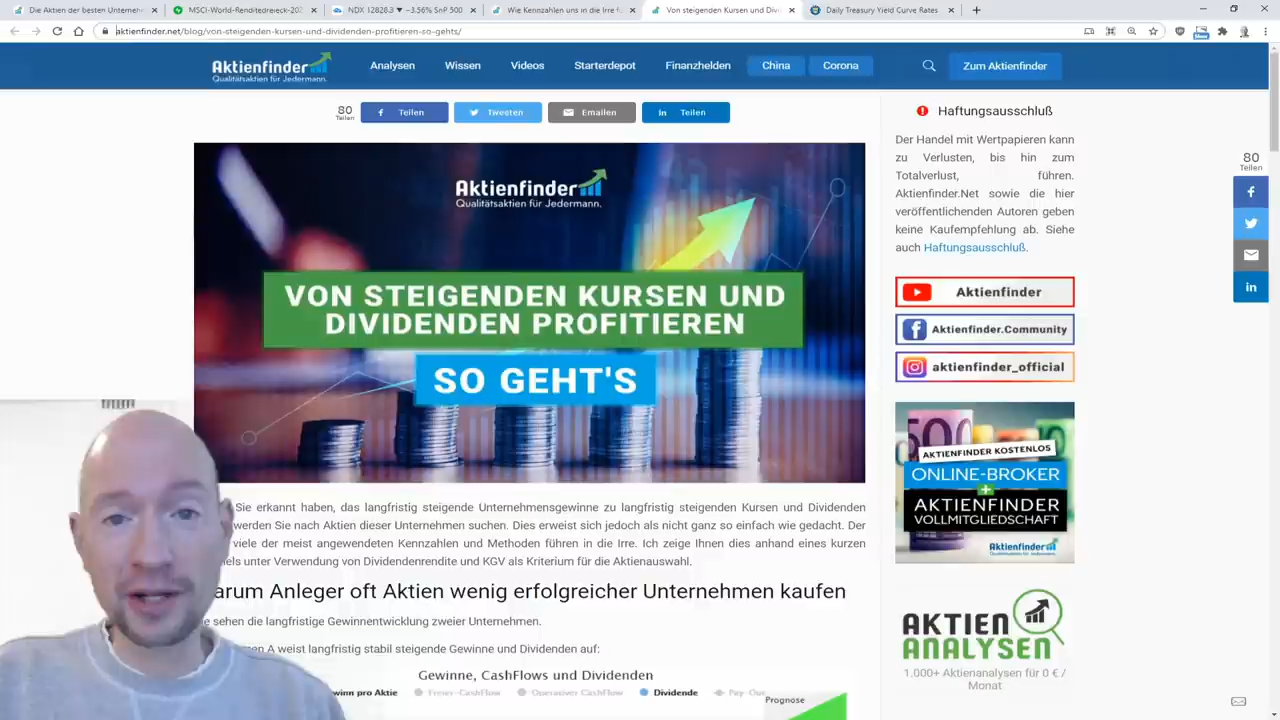 Die Aktien der besten Unternehm
MSCI-World-Renditedreieck-202
NDX 12828.3 ▼ −3.56% SnP 500
Wie Kennzahlen uns in die Irre f
Von steigenden Kursen und Divi
Daily Treasury Yield Curve Rates
aktienfinder.net/blog/von-steigenden-kursen-und-dividenden-profitieren-so-gehts/
Aktienfinder
Qualitätsaktien für Jedermann.
Analysen
Wissen
Videos
Starterdepot
Finanzhelden
China
Corona
Zum Aktienfinder
80
Teilen
Teilen
Tweeten
Emailen
Teilen
Aktienfinder
Qualitätsaktien für Jedermann.
VON STEIGENDEN KURSEN UND
DIVIDENDEN PROFITIEREN
SO GEHT'S
Sie erkannt haben, das langfristig steigende Unternehmensgewinne zu langfristig steigenden Kursen und Dividenden
werden Sie nach Aktien dieser Unternehmen suchen. Dies erweist sich jedoch als nicht ganz so einfach wie gedacht. Der
viele der meist angewendeten Kennzahlen und Methoden führen in die Irre. Ich zeige Ihnen dies anhand eines kurzen
els unter Verwendung von Dividendenrendite und KGV als Kriterium für die Aktienauswahl.
arum Anleger oft Aktien wenig erfolgreicher Unternehmen kaufen
sehen die langfristige Gewinnentwicklung zweier Unternehmen.
en A weist langfristig stabil steigende Gewinne und Dividenden auf:
Gewinne, CashFlows und Dividenden
winn pro Aktie
Freier-CashFlow
Operativer CashFlow
Dividende
Pay-Out
Prognose
Haftungsausschluß
Der Handel mit Wertpapieren kann
zu Verlusten, bis hin zum
Totalverlust, führen.
Aktienfinder.Net sowie die hier
veröffentlichenden Autoren geben
keine Kaufempfehlung ab. Siehe
auch Haftungsausschluß.
Aktienfinder
Aktienfinder.Community
aktienfinder_official
500
AKTIENFINDER KOSTENLOS
ONLINE-BROKER
+
AKTIENFINDER
VOLLMITGLIEDSCHAFT
Aktienfinder
AKTIEN
ANALYSEN
1.000+ Aktienanalysen für 0 € /
Monat
80
Teilen